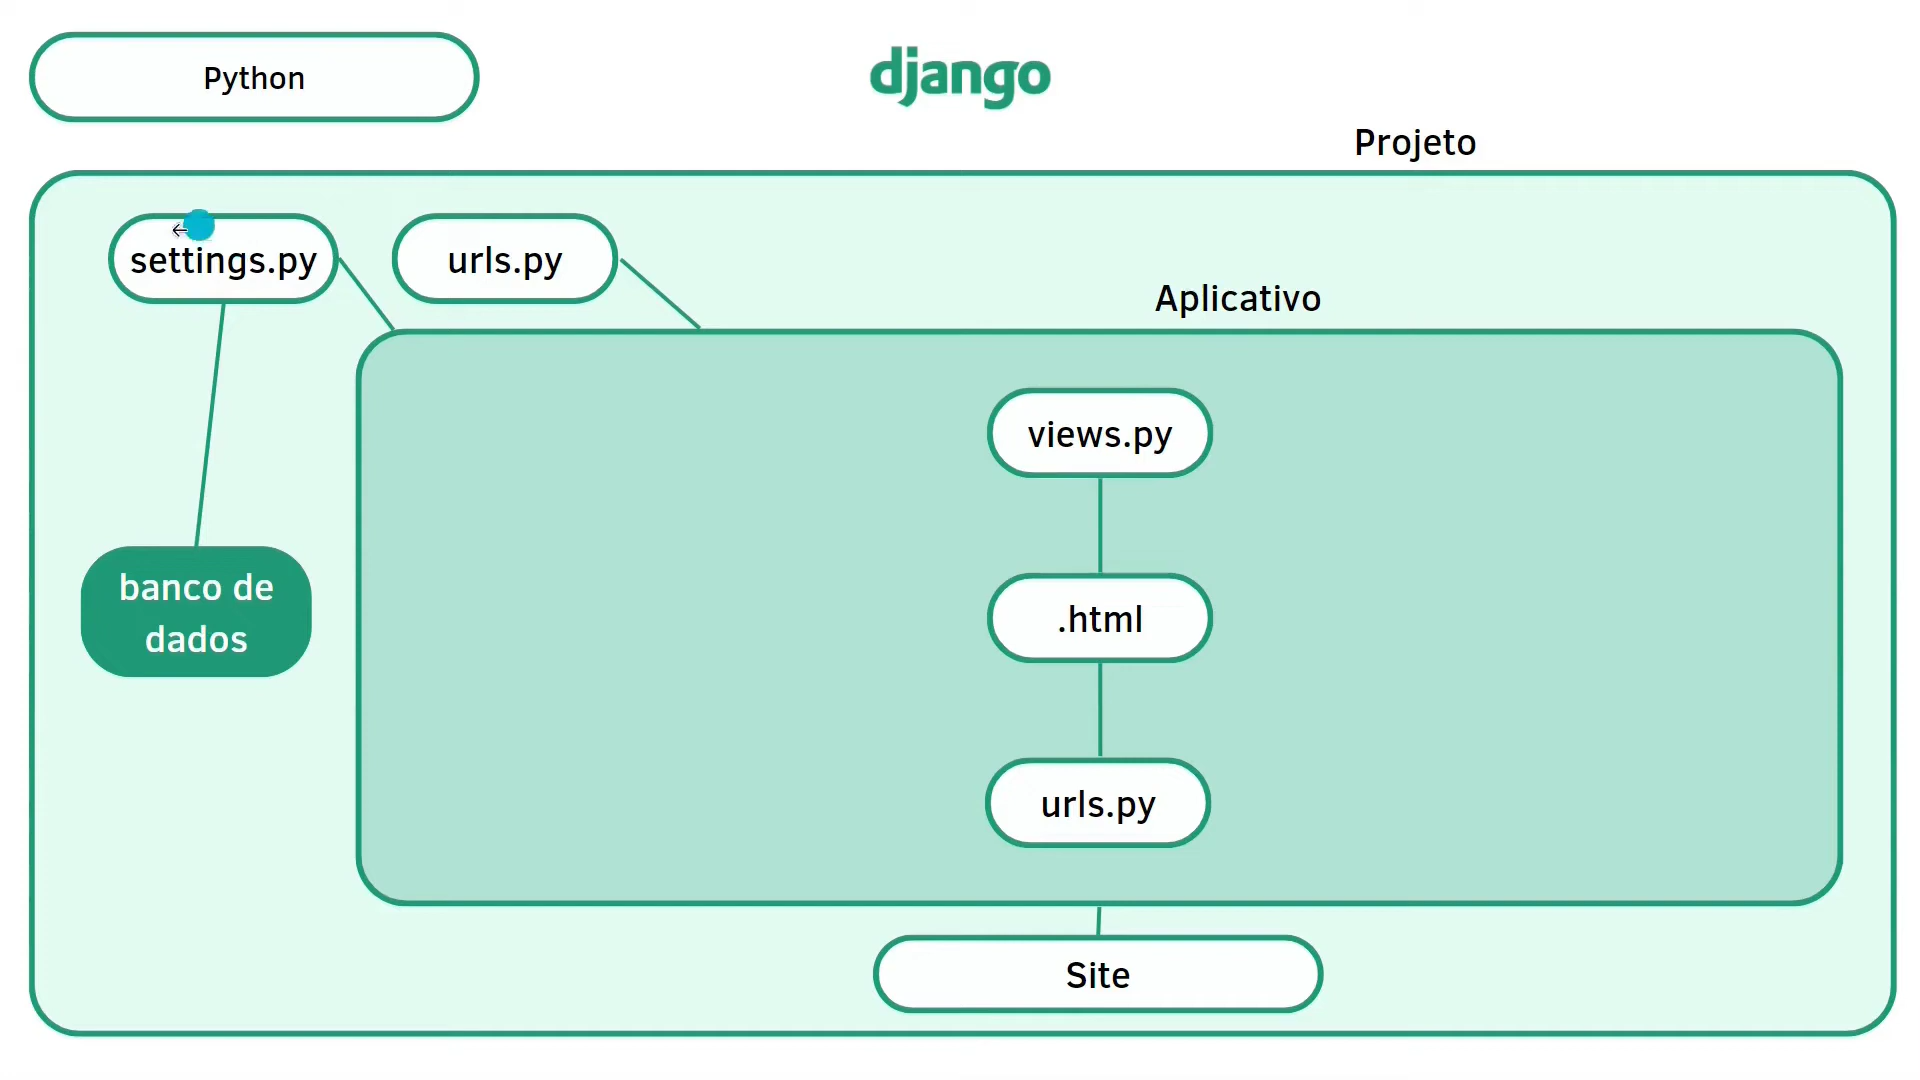 Python
django
Projeto
settings.py
urls.py
Aplicativo
views.py
banco de
dados
.html
urls.py
Site